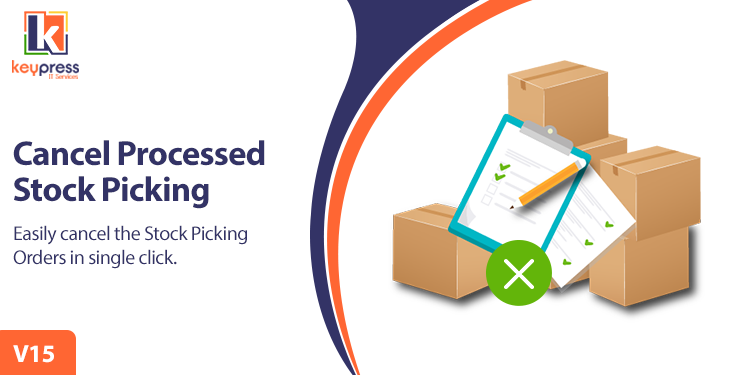 k
keypress
IT Services
Cancel Processed
Stock Picking
Easily cancel the Stock Picking
Orders in single click.
V15